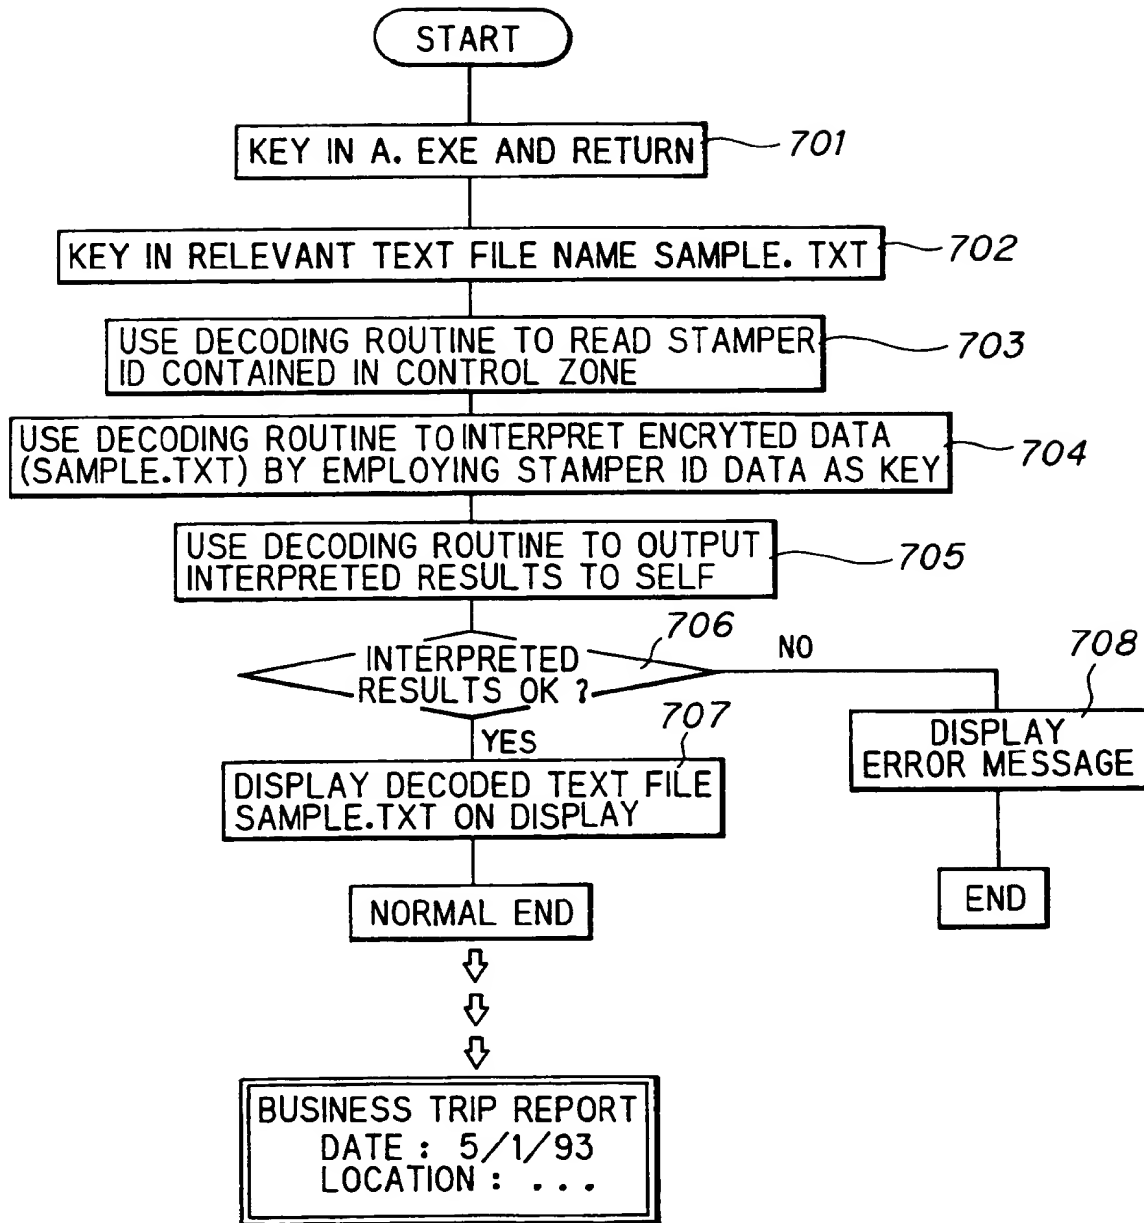 START
KEY IN A. EXE AND RETURN
701
KEY IN RELEVANT TEXT FILE NAME SAMPLE. TXT
702
USE DECODING ROUTINE TO READ STAMPER
ID CONTAINED IN CONTROL ZONE
703
USE DECODING ROUTINE TO INTERPRET ENCRYTED DATA
(SAMPLE.TXT) BY EMPLOYING STAMPER ID DATA AS KEY
704
USE DECODING ROUTINE TO OUTPUT
INTERPRETED RESULTS TO SELF
705
INTERPRETED
RESULTS OK ?
706
NO
708
YES
707
DISPLAY
ERROR MESSAGE
DISPLAY DECODED TEXT FILE
SAMPLE.TXT ON DISPLAY
NORMAL END
END
BUSINESS TRIP REPORT
DATE : 5/1/93
LOCATION : . . .